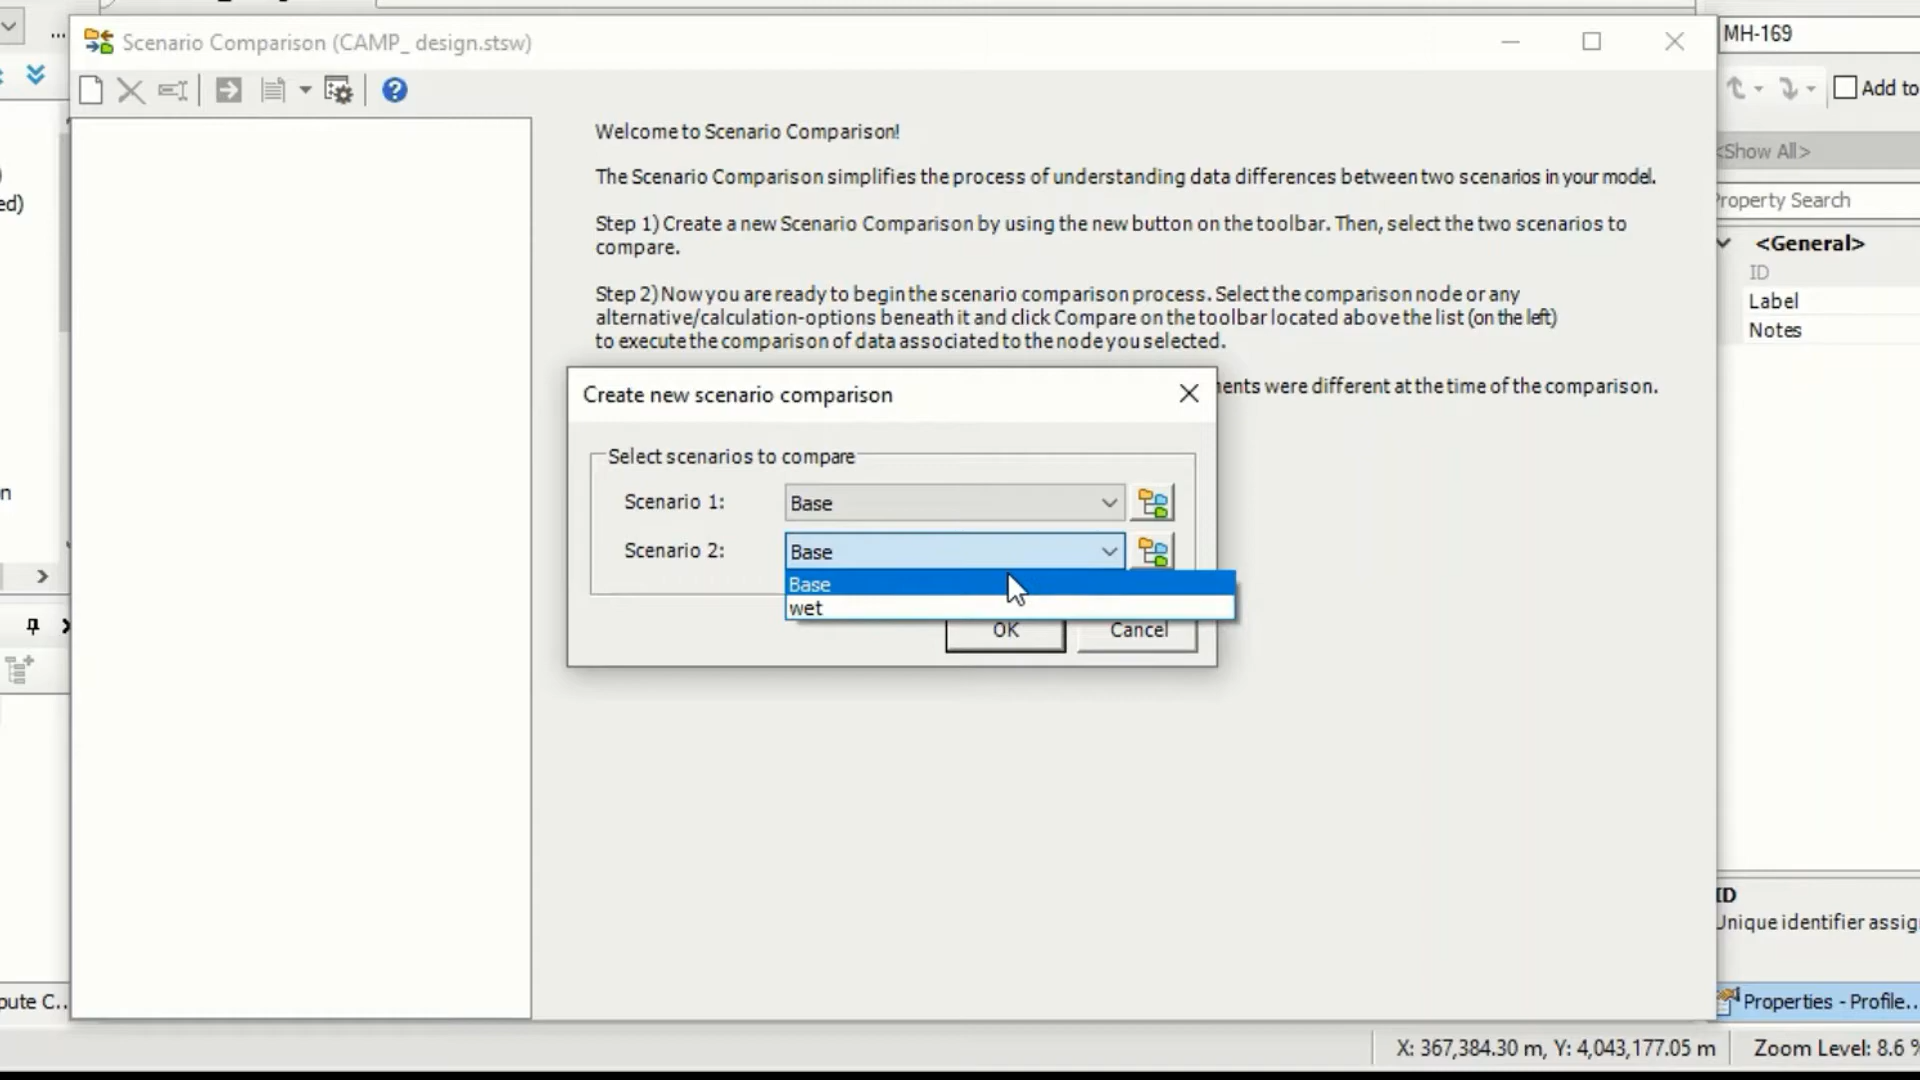 Scenario Comparison (CAMP_ design.stsw)
MH-169
Add to
<Show All>
Property Search
<General>
ID
Label
Notes
Welcome to Scenario Comparison!
The Scenario Comparison simplifies the process of understanding data differences between two scenarios in your model.
Step 1) Create a new Scenario Comparison by using the new button on the toolbar. Then, select the two scenarios to
compare.
Step 2) Now you are ready to begin the scenario comparison process. Select the comparison node or any
alternative/calculation-options beneath it and click Compare on the toolbar located above the list (on the left)
to execute the comparison of data associated to the node you selected.
were different at the time of the comparison.
Create new scenario comparison
Select scenarios to compare
Scenario 1:
Base
Scenario 2:
Base
Base
wet
OK
Cancel
ID
Unique identifier
Properties - Profile...
X: 367,384.30 m, Y: 4,043,177.05 m
Zoom Level: 8.6 %